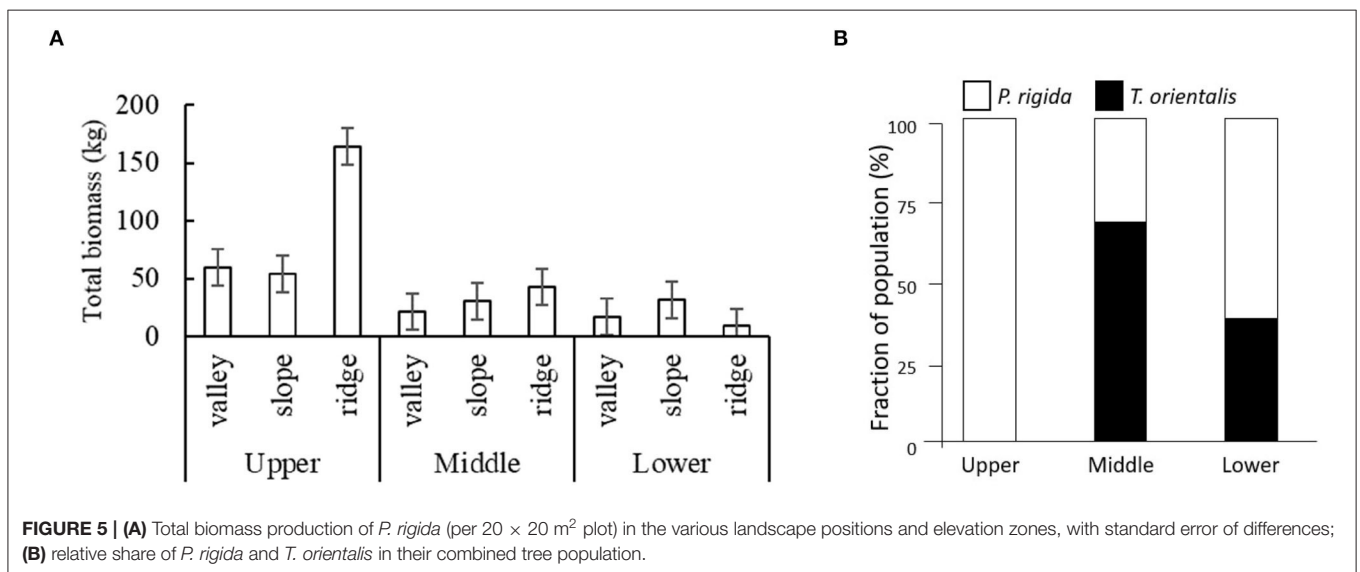 A
Total biomass (kg)
200
150
100
50
0
valley
slope
ridge
valley
slope
ridge
valley
slope
ridge
Upper
Middle
Lower
B
P. rigida
T. orientalis
Fraction of population (%)
100
75
50
25
0
Upper
Middle
Lower
FIGURE 5 | (A) Total biomass production of P. rigida (per 20 × 20 m² plot) in the various landscape positions and elevation zones, with standard error of differences;
(B) relative share of P. rigida and T. orientalis in their combined tree population.